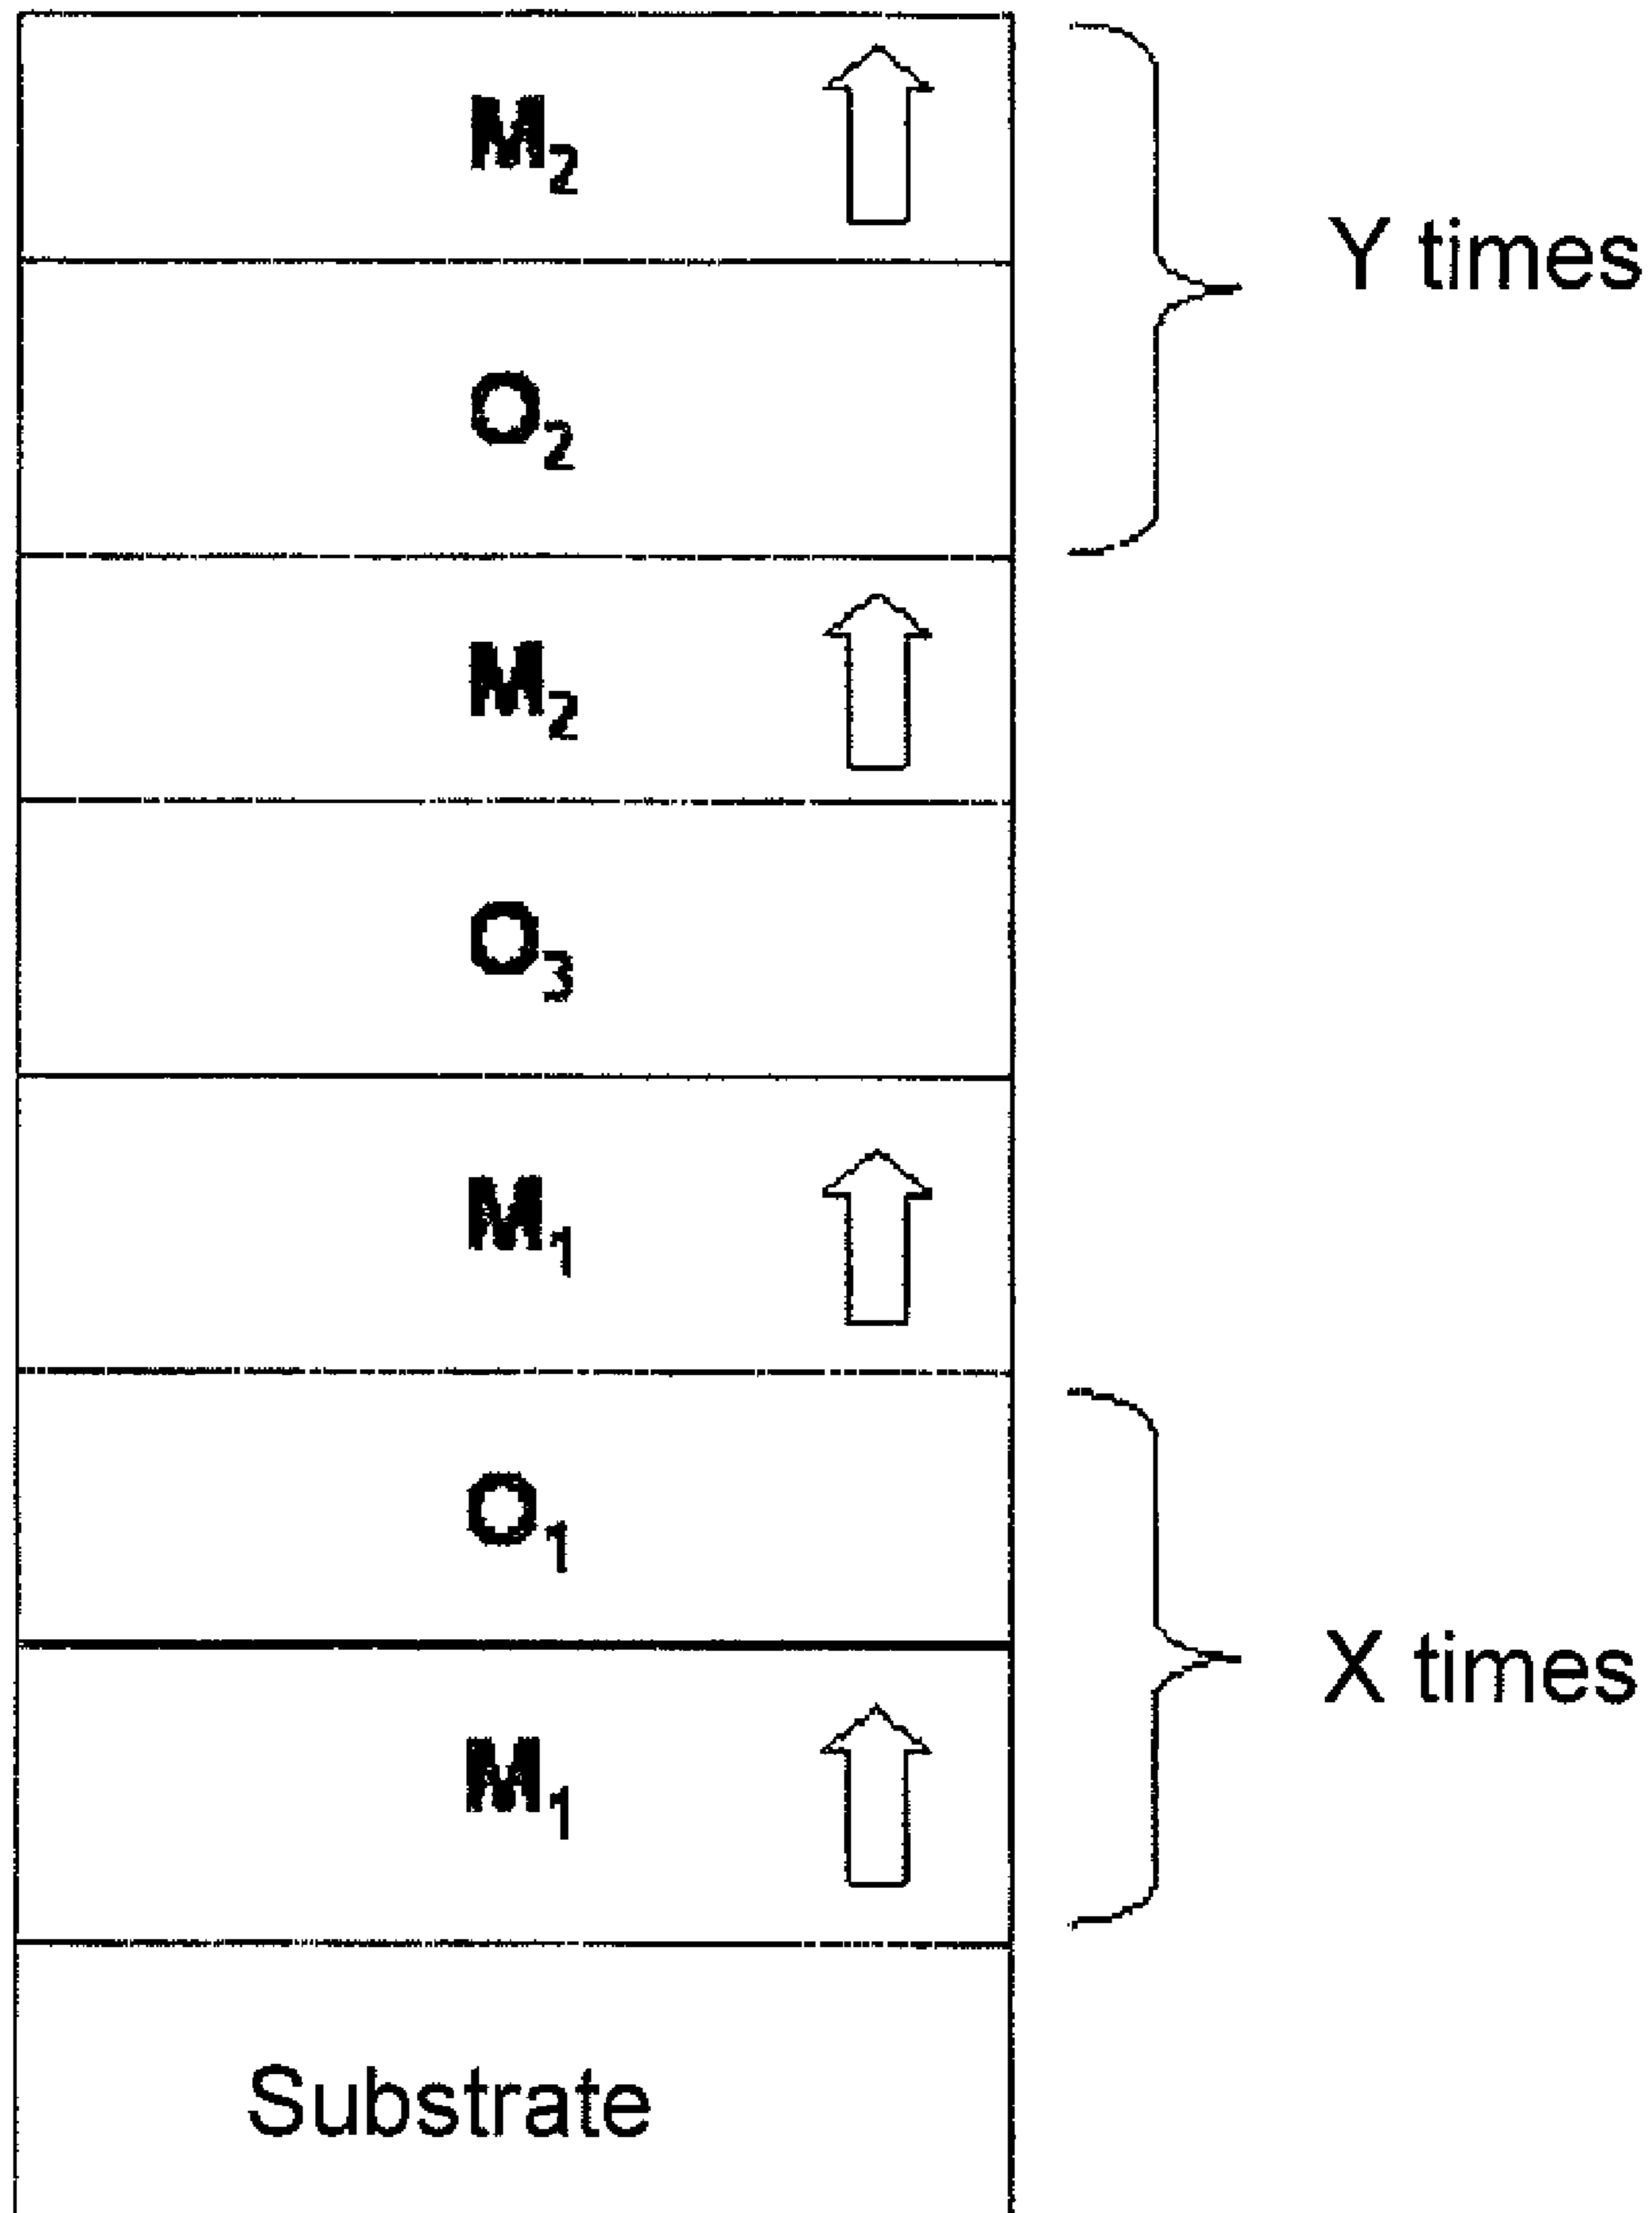 M₂
Y times
O₂
M₂
O₃
M₁
O₁
X times
M₁
Substrate